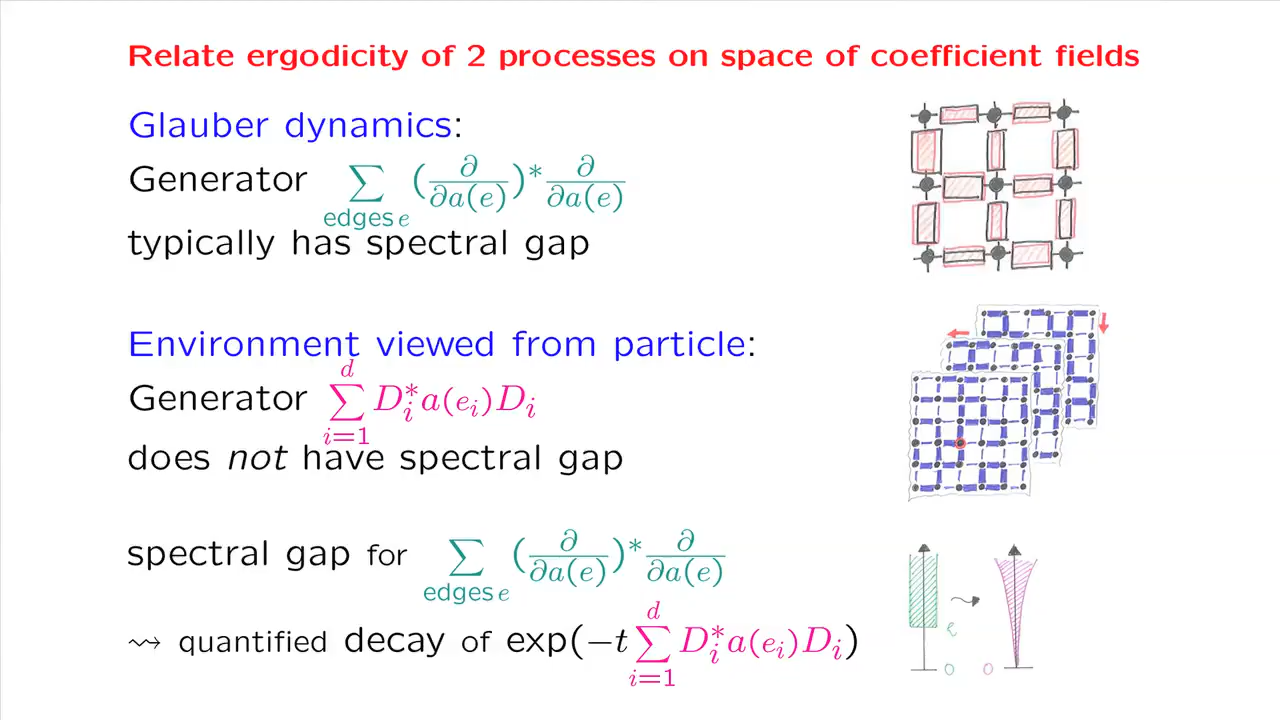 Relate ergodicity of 2 processes on space of coefficient fields
Glauber dynamics:
Generator ∑_{edges e} (∂/∂a(e))* ∂/∂a(e)
typically has spectral gap
Environment viewed from particle:
Generator ∑_{i=1}^{d} D_i^* a(e_i) D_i
does not have spectral gap
spectral gap for ∑_{edges e} (∂/∂a(e))* ∂/∂a(e)
⇝ quantified decay of exp(−t ∑_{i=1}^{d} D_i^* a(e_i) D_i)
0 0